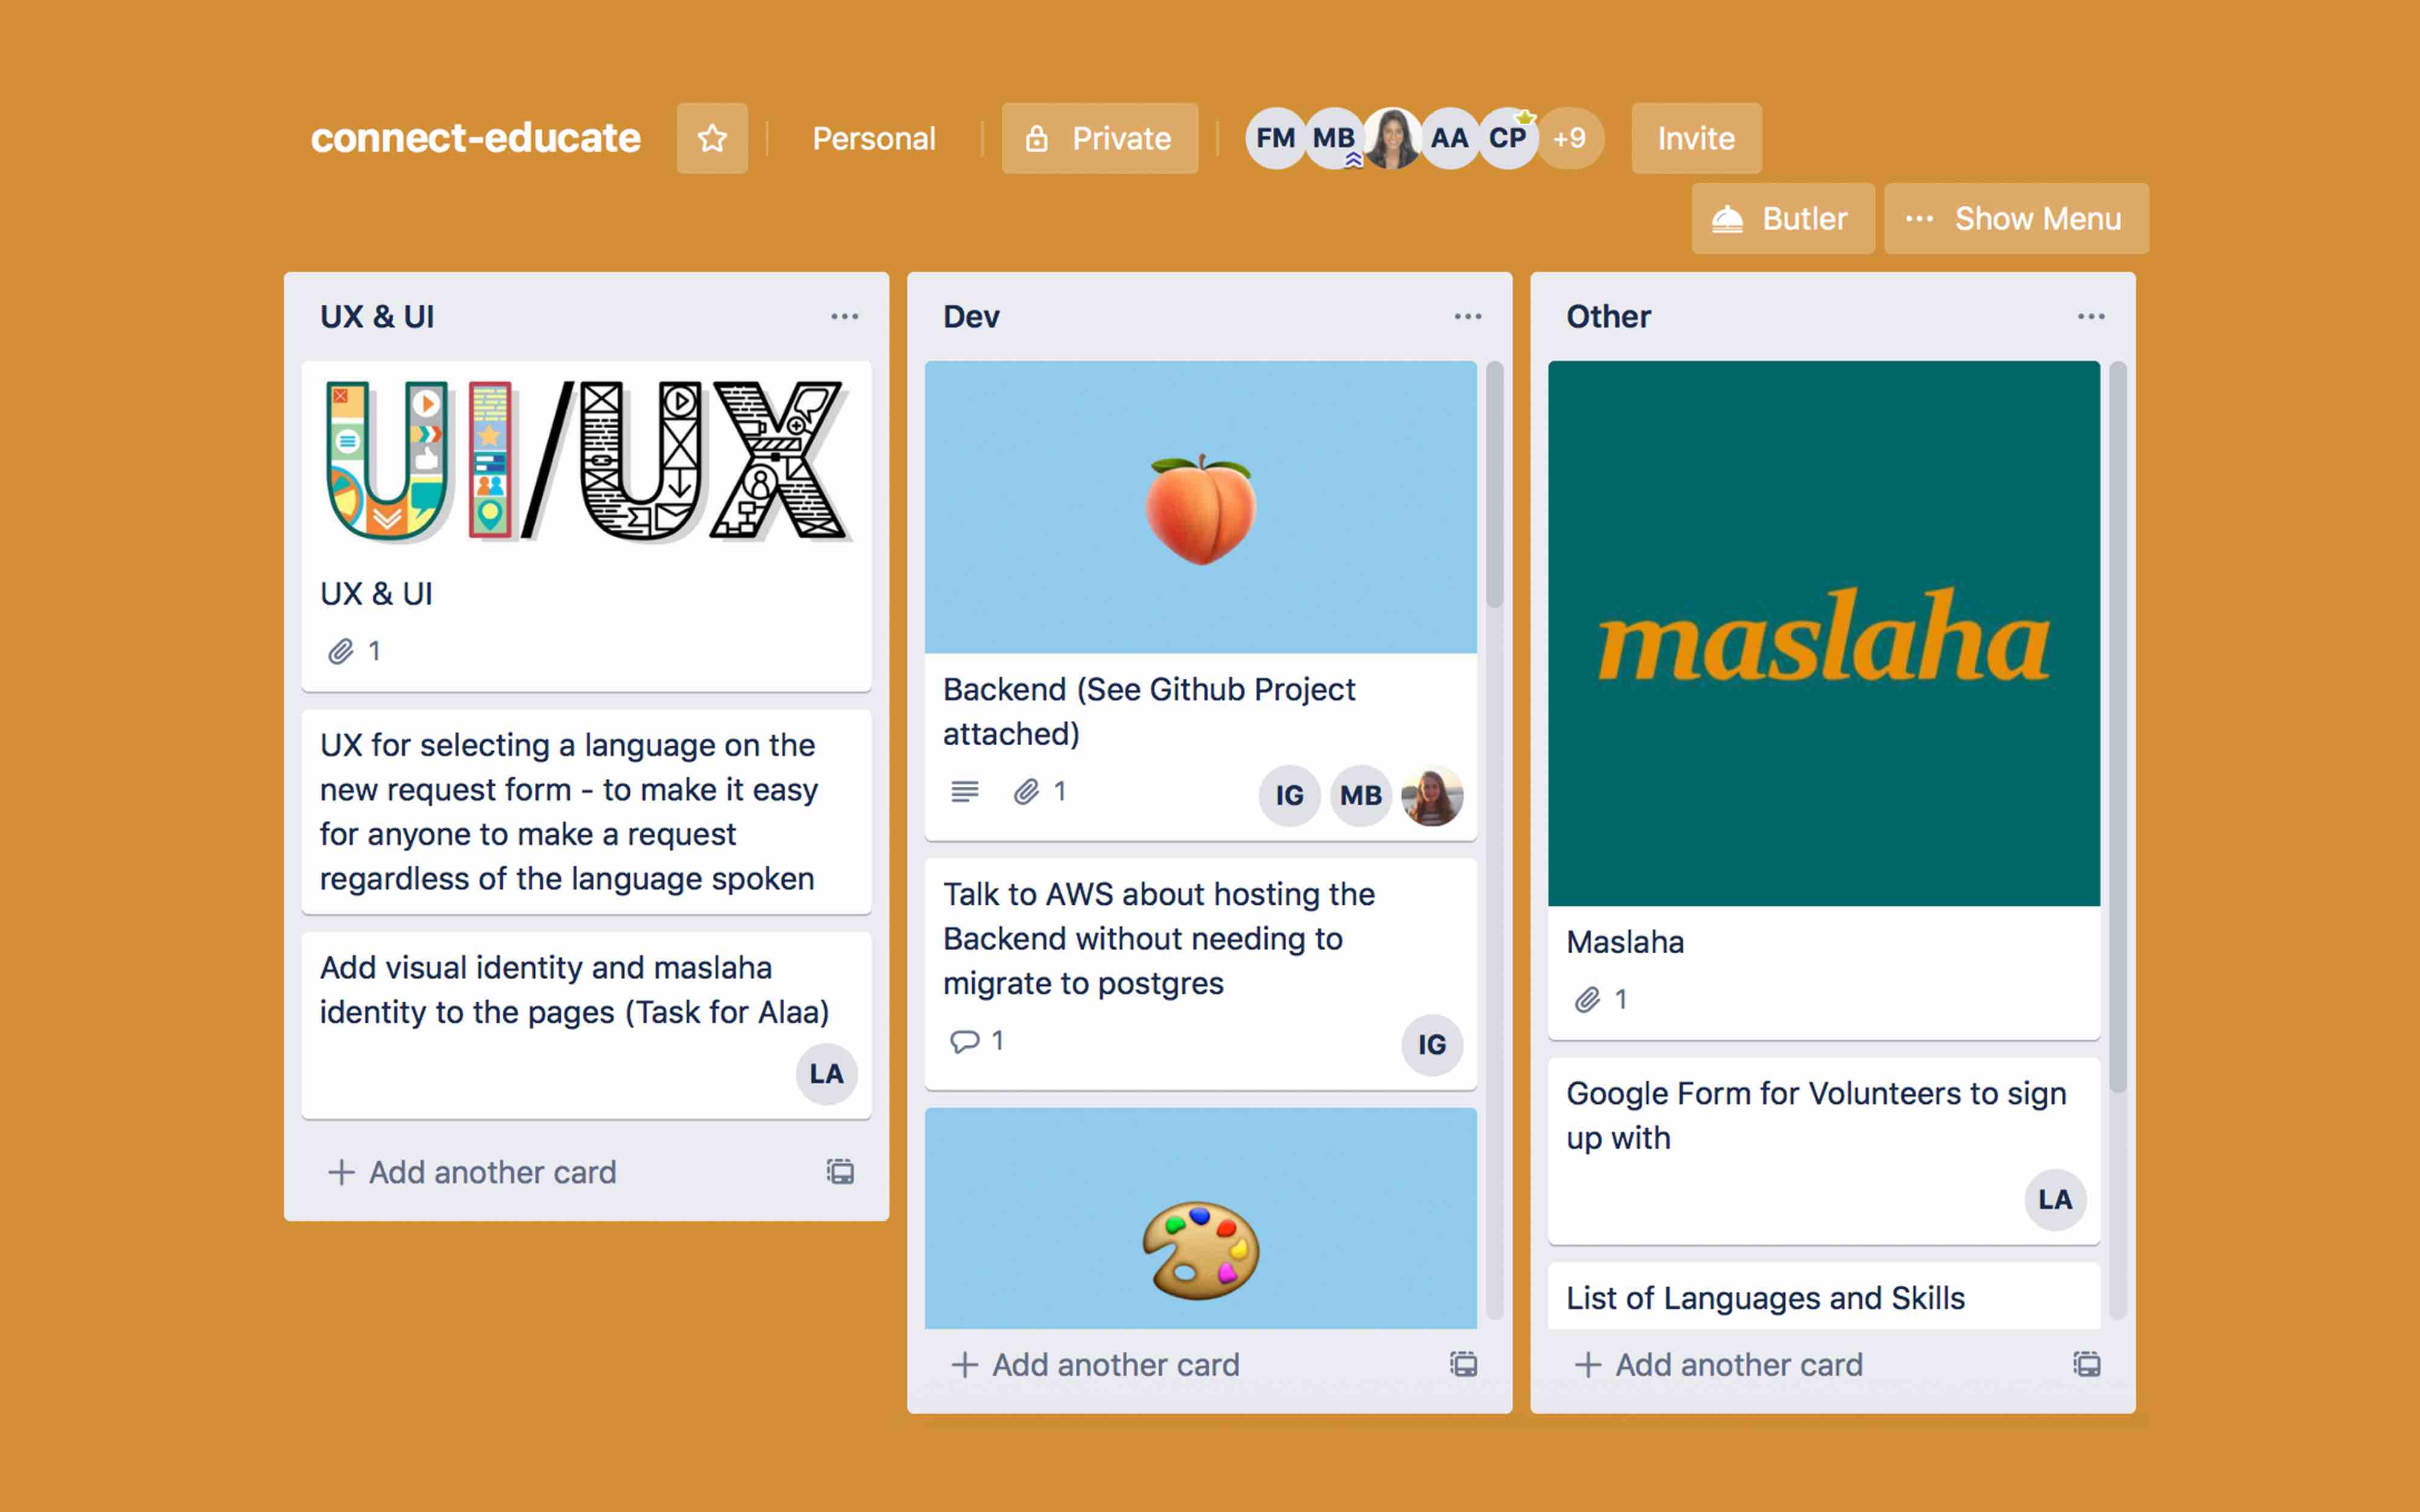 connect-educate
Personal
Private
FM
MB
AA
CP
+9
Invite
Butler
Show Menu
UX & UI
UI/UX
UX & UI
1
UX for selecting a language on the
new request form - to make it easy
for anyone to make a request
regardless of the language spoken
Add visual identity and maslaha
identity to the pages (Task for Alaa)
LA
+ Add another card
Dev
Backend (See Github Project
attached)
1
IG
MB
Talk to AWS about hosting the
Backend without needing to
migrate to postgres
1
IG
+ Add another card
Other
maslaha
Maslaha
1
Google Form for Volunteers to sign
up with
LA
List of Languages and Skills
+ Add another card